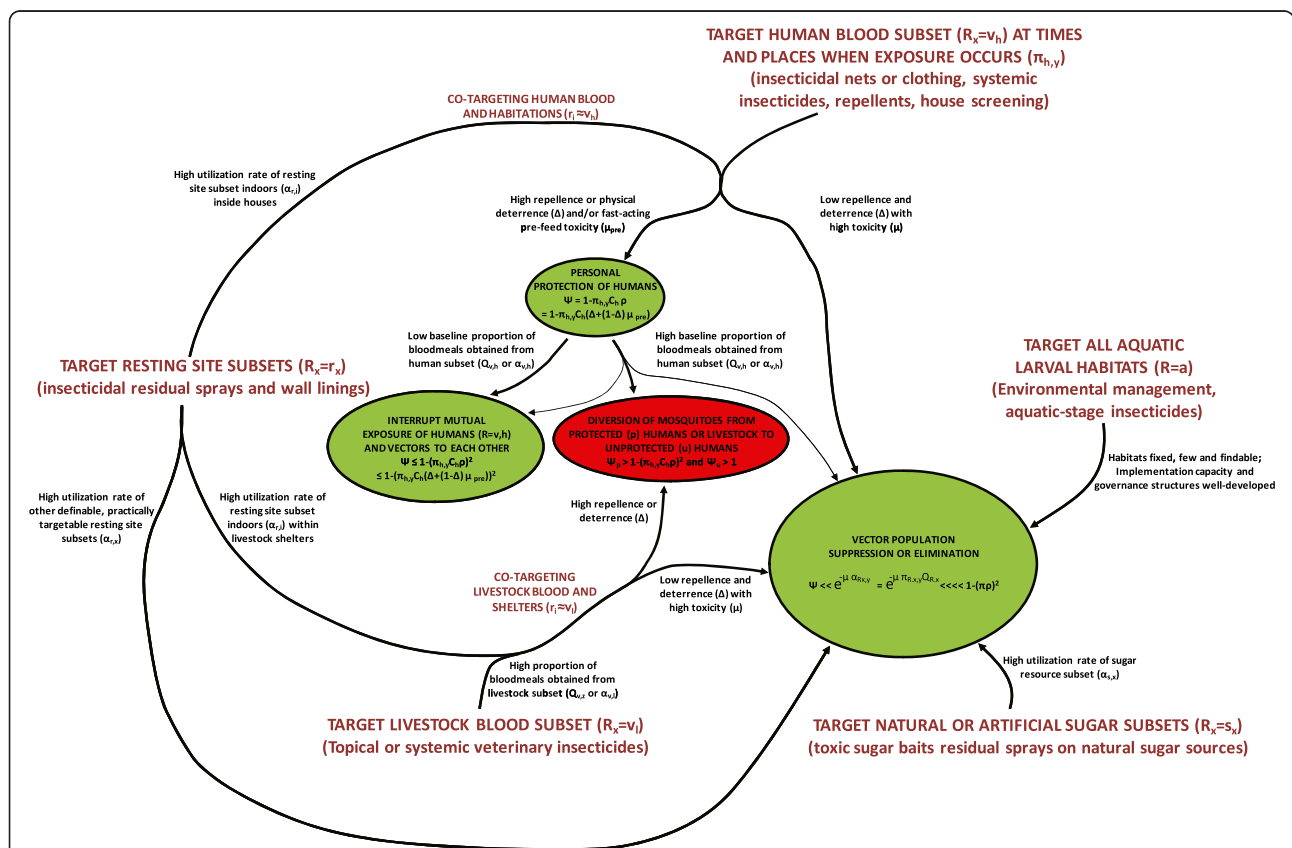 TARGET HUMAN BLOOD SUBSET (Rₓ=vₕ) AT TIMES
AND PLACES WHEN EXPOSURE OCCURS (πₕ,ᵧ)
(insecticidal nets or clothing, systemic
insecticides, repellents, house screening)
CO-TARGETING HUMAN BLOOD
AND HABITATIONS (rᵢ ≈vₕ)
High utilization rate of resting
site subset indoors (αᵣ,ᵢ)
inside houses
High repellence or physical
deterrence (Δ) and/or fast-acting
pre-feed toxicity (μpre)
Low repellence and
deterrence (Δ) with
high toxicity (μ)
PERSONAL
PROTECTION OF HUMANS
Ψ = 1-πₕ,ᵧCₕ ρ
= 1-πₕ,ᵧCₕ(Δ+(1-Δ) μ pre)
Low baseline proportion of
bloodmeals obtained from
human subset (Qᵥ,ₕ or αᵥ,ₕ)
High baseline proportion of
bloodmeals obtained from
human subset (Qᵥ,ₕ or αᵥ,ₕ)
TARGET RESTING SITE SUBSETS (Rₓ=rₓ)
(insecticidal residual sprays and wall linings)
TARGET ALL AQUATIC
LARVAL HABITATS (R=a)
(Environmental management,
aquatic-stage insecticides)
INTERRUPT MUTUAL
EXPOSURE OF HUMANS (R=v,h)
AND VECTORS TO EACH OTHER
Ψ ≤ 1-(πₕ,ᵧCₕρ)²
≤ 1-(πₕ,ᵧCₕ(Δ+(1-Δ) μ pre))²
DIVERSION OF MOSQUITOES FROM
PROTECTED (p) HUMANS OR LIVESTOCK TO
UNPROTECTED (u) HUMANS
Ψₚ > 1-(πₕ,ᵧCₕρ)² and Ψᵤ > 1
Habitats fixed, few and findable;
Implementation capacity and
governance structures well-developed
High utilization rate of
other definable, practically
targetable resting site
subsets (αᵣ,ₓ)
High utilization rate of
resting site subset
indoors (αᵣ,ᵢ) within
livestock shelters
High repellence or
deterrence (Δ)
VECTOR POPULATION
SUPPRESSION OR ELIMINATION
Ψ << e^-μ αRx,y = e^-μ πR,x,yQR,x <<<< 1-(πρ)²
CO-TARGETING
LIVESTOCK BLOOD AND
SHELTERS (rᵢ≈vₗ)
Low repellence and
deterrence (Δ) with
high toxicity (μ)
High proportion of
bloodmeals obtained from
livestock subset (Qv,z or αᵥ,ₗ)
High utilization rate of sugar
resource subset (αₛ,ₓ)
TARGET LIVESTOCK BLOOD SUBSET (Rₓ=vₗ)
(Topical or systemic veterinary insecticides)
TARGET NATURAL OR ARTIFICIAL SUGAR SUBSETS (Rₓ=sₓ)
(toxic sugar baits residual sprays on natural sugar sources)